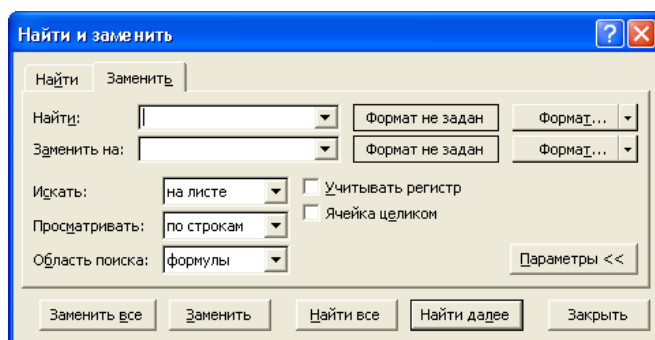 Найти и заменить
Найти Заменить
Найти: Формат не задан Формат...
Заменить на: Формат не задан Формат...
Искать: на листе Учитывать регистр
Просматривать: по строкам Ячейка целиком
Область поиска: формулы Параметры <<
Заменить все Заменить Найти все Найти далее Закрыть